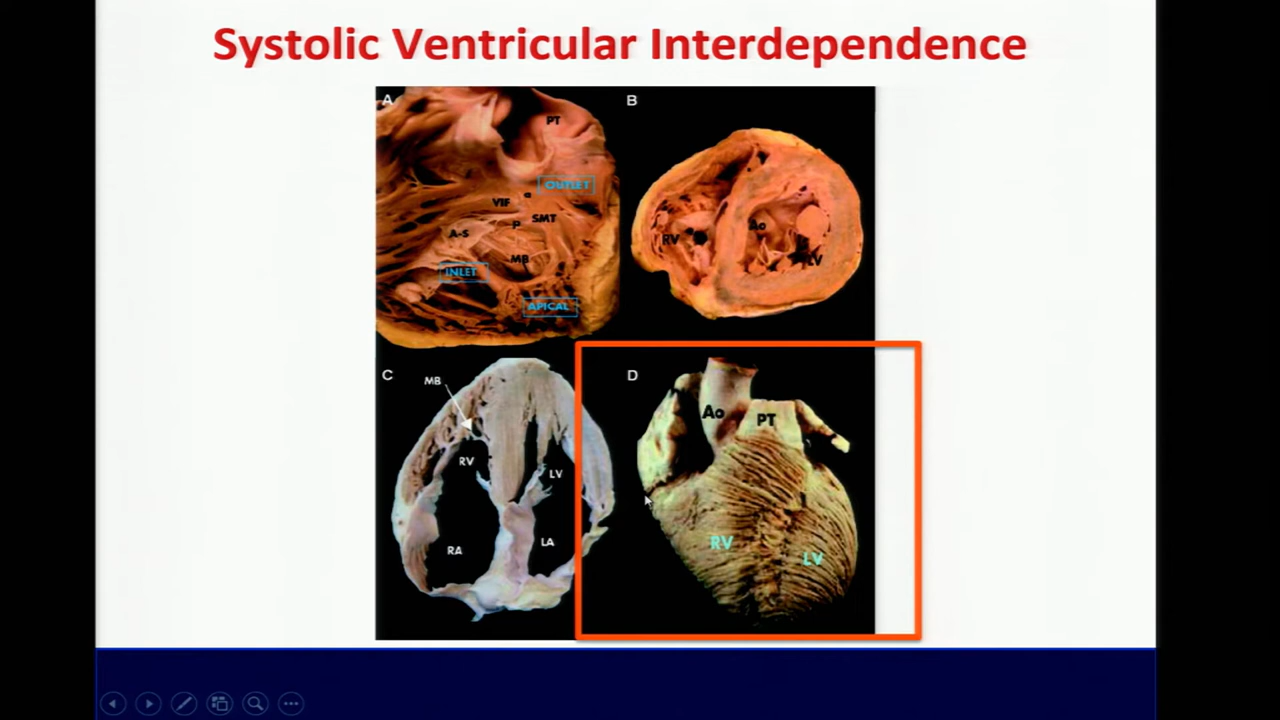 Systolic Ventricular Interdependence
A
PT
OUTLET
VIF
a
SMT
P
A-S
MB
INLET
APICAL
B
RV
Ao
LV
C
MB
RV
LV
RA
LA
D
Ao
PT
RV
LV